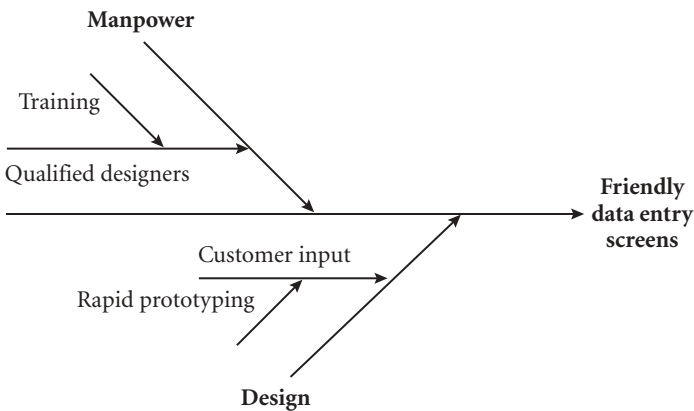 Manpower
Training
Qualified designers
Friendly
data entry
screens
Customer input
Rapid prototyping
Design